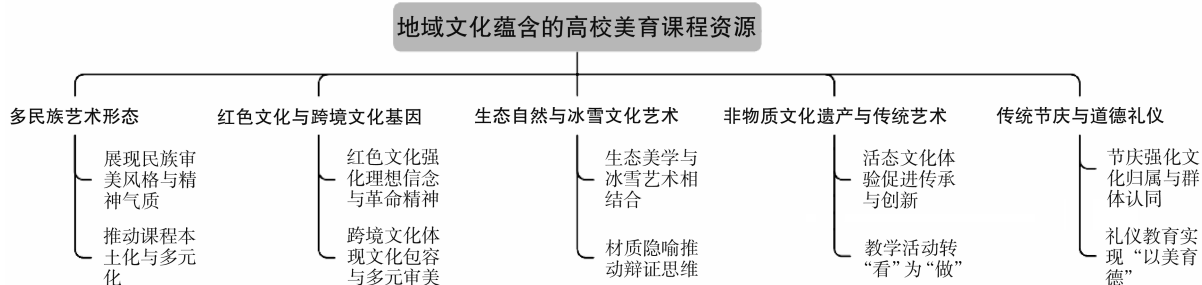 地域文化蕴含的高校美育课程资源
多民族艺术形态
展现民族审
美风格与精
神气质
推动课程本
土化与多元
化
红色文化与跨境文化基因
红色文化强
化理想信念
与革命精神
跨境文化体
现文化包容
与多元审美
生态自然与冰雪文化艺术
生态美学与
冰雪艺术相
结合
材质隐喻推
动辩证思维
非物质文化遗产与传统艺术
活态文化体
验促进传承
与创新
教学活动转
“看”为“做”
传统节庆与道德礼仪
节庆强化文
化归属与群
体认同
礼仪教育实
现“以美育
德”